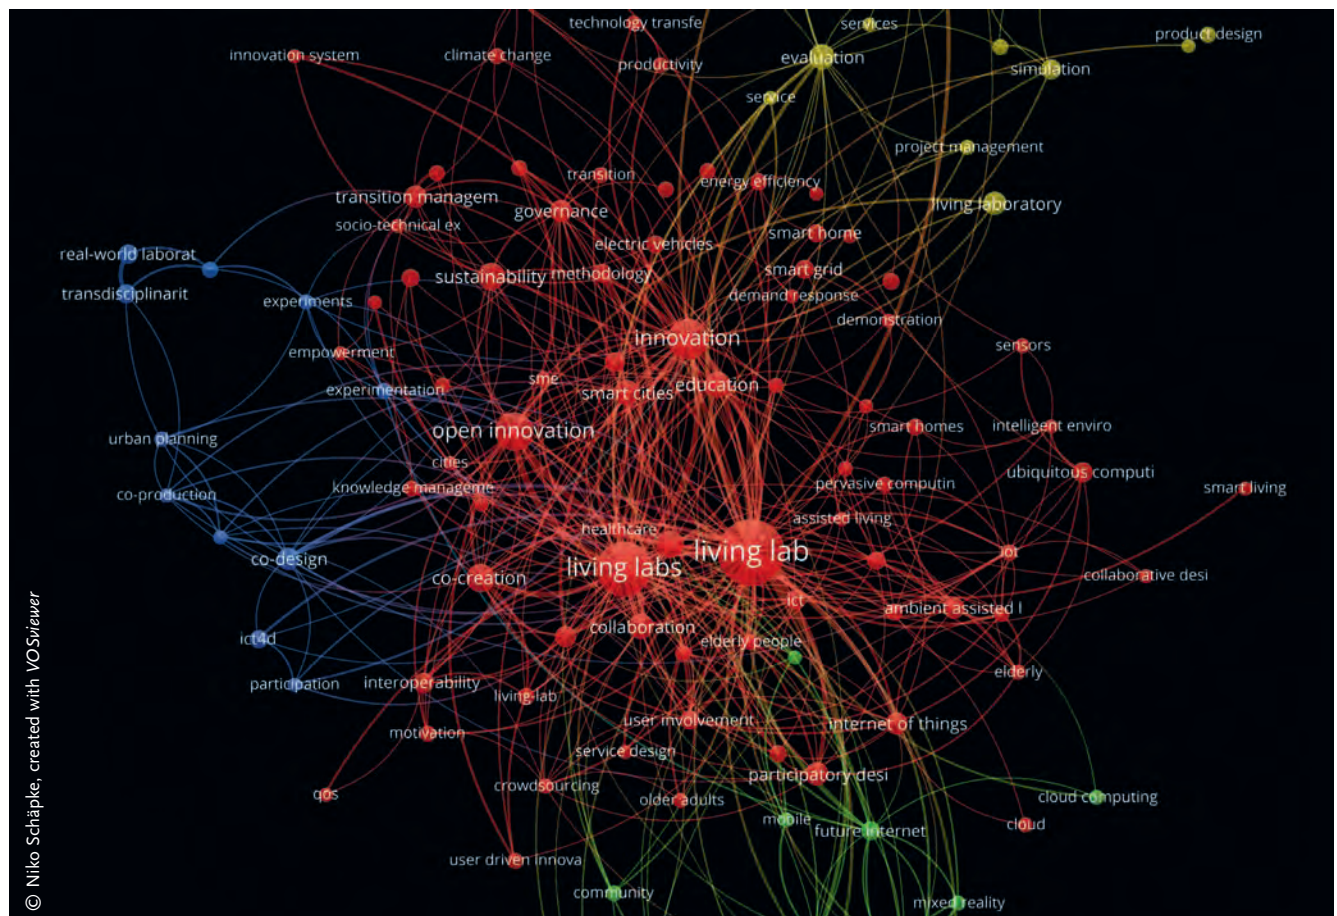 technology transfe
services
product design
innovation system
climate change
evaluation
productivity
simulation
service
project management
transition
energy efficiency
transition managem
governance
living laboratory
socio-technical ex
smart home
electric vehicles
real-world laborat
sustainability
methodology
smart grid
transdisciplinarit
experiments
demand response
demonstration
innovation
sensors
empowerment
sme
experimentation
smart cities
education
open innovation
smart homes
intelligent enviro
urban planning
cities
ubiquitous computi
co-production
knowledge manageme
pervasive computin
smart living
healthcare
assisted living
living lab
iot
co-design
living labs
co-creation
collaborative desi
ict
ambient assisted l
collaboration
elderly people
ict4d
elderly
participation
interoperability
living-lab
user involvement
internet of things
motivation
service design
participatory desi
qos
crowdsourcing
older adults
cloud computing
mobile
future internet
cloud
user driven innova
community
mixed reality
© Niko Schäpke, created with VOSviewer